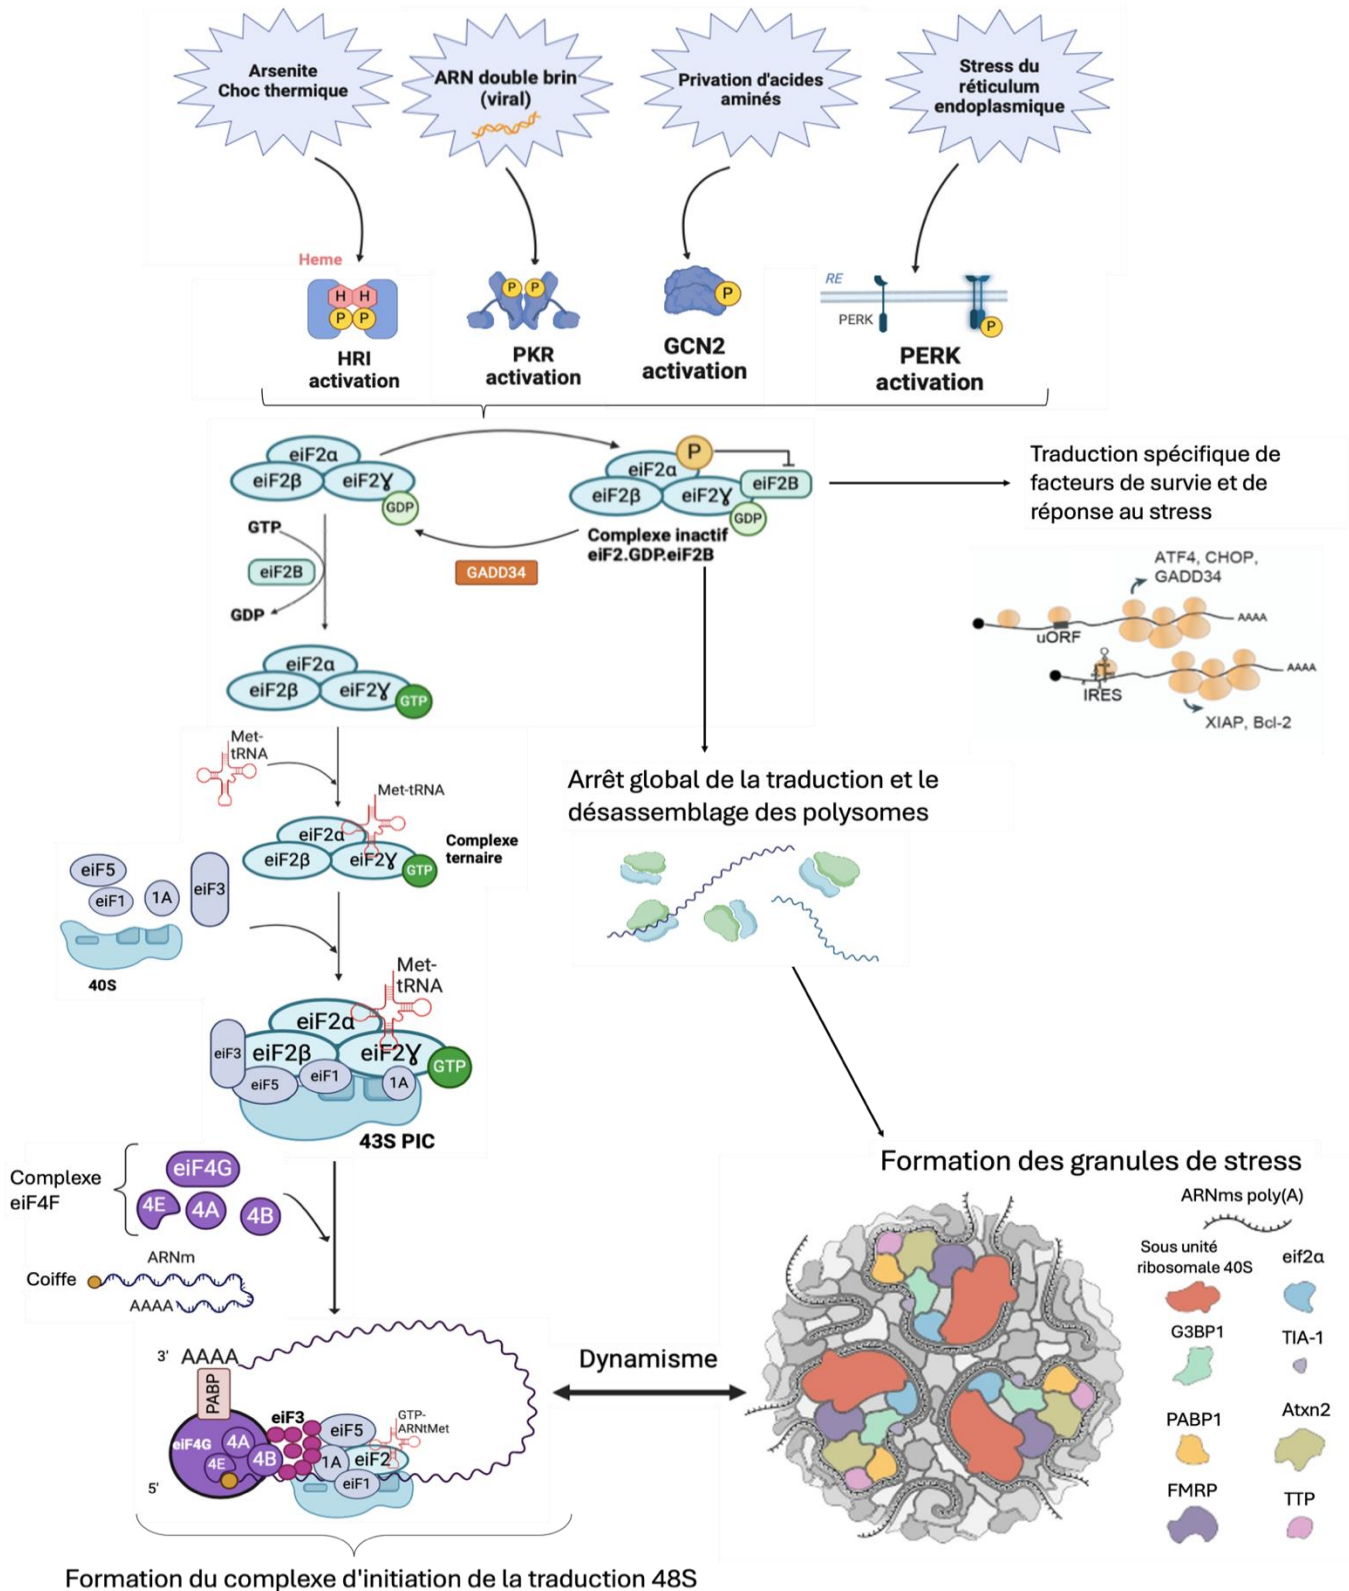 Arsenite
Choc thermique
ARN double brin
(viral)
Privation d'acides
aminés
Stress du
réticulum
endoplasmique
Heme
H H
P P
HRI
activation
P P
PKR
activation
P
GCN2
activation
RE
PERK
P
PERK
activation
eiF2α
eiF2β
eiF2Ɣ
GDP
GTP
eiF2B
GDP
P
eiF2α
eiF2β
eiF2Ɣ
eiF2B
GDP
Complexe inactif
eiF2.GDP.eiF2B
GADD34
Traduction spécifique de
facteurs de survie et de
réponse au stress
ATF4, CHOP,
GADD34
AAAA
uORF
AAAA
IRES
XIAP, Bcl-2
eiF2α
eiF2β
eiF2Ɣ
GTP
Met-
tRNA
Met-tRNA
eiF2α
eiF2β
eiF2Ɣ
GTP
Complexe
ternaire
eiF5
eiF1
1A
eiF3
40S
Arrêt global de la traduction et le
désassemblage des polysomes
Met-
tRNA
eiF2α
eiF3
eiF2β
eiF2Ɣ
GTP
eiF5
eiF1
1A
43S PIC
Complexe
eiF4F
eiF4G
4E
4A
4B
ARNm
Coiffe
AAAA
3'
AAAA
PABP
eiF4G
4A
4E
4B
eiF3
eiF5
1A
eiF2
eiF1
GTP-
ARNtMet
5'
Formation du complexe d'initiation de la traduction 48S
Dynamisme
Formation des granules de stress
ARNms poly(A)
Sous unité
ribosomale 40S
eif2α
G3BP1
TIA-1
PABP1
Atxn2
FMRP
TTP